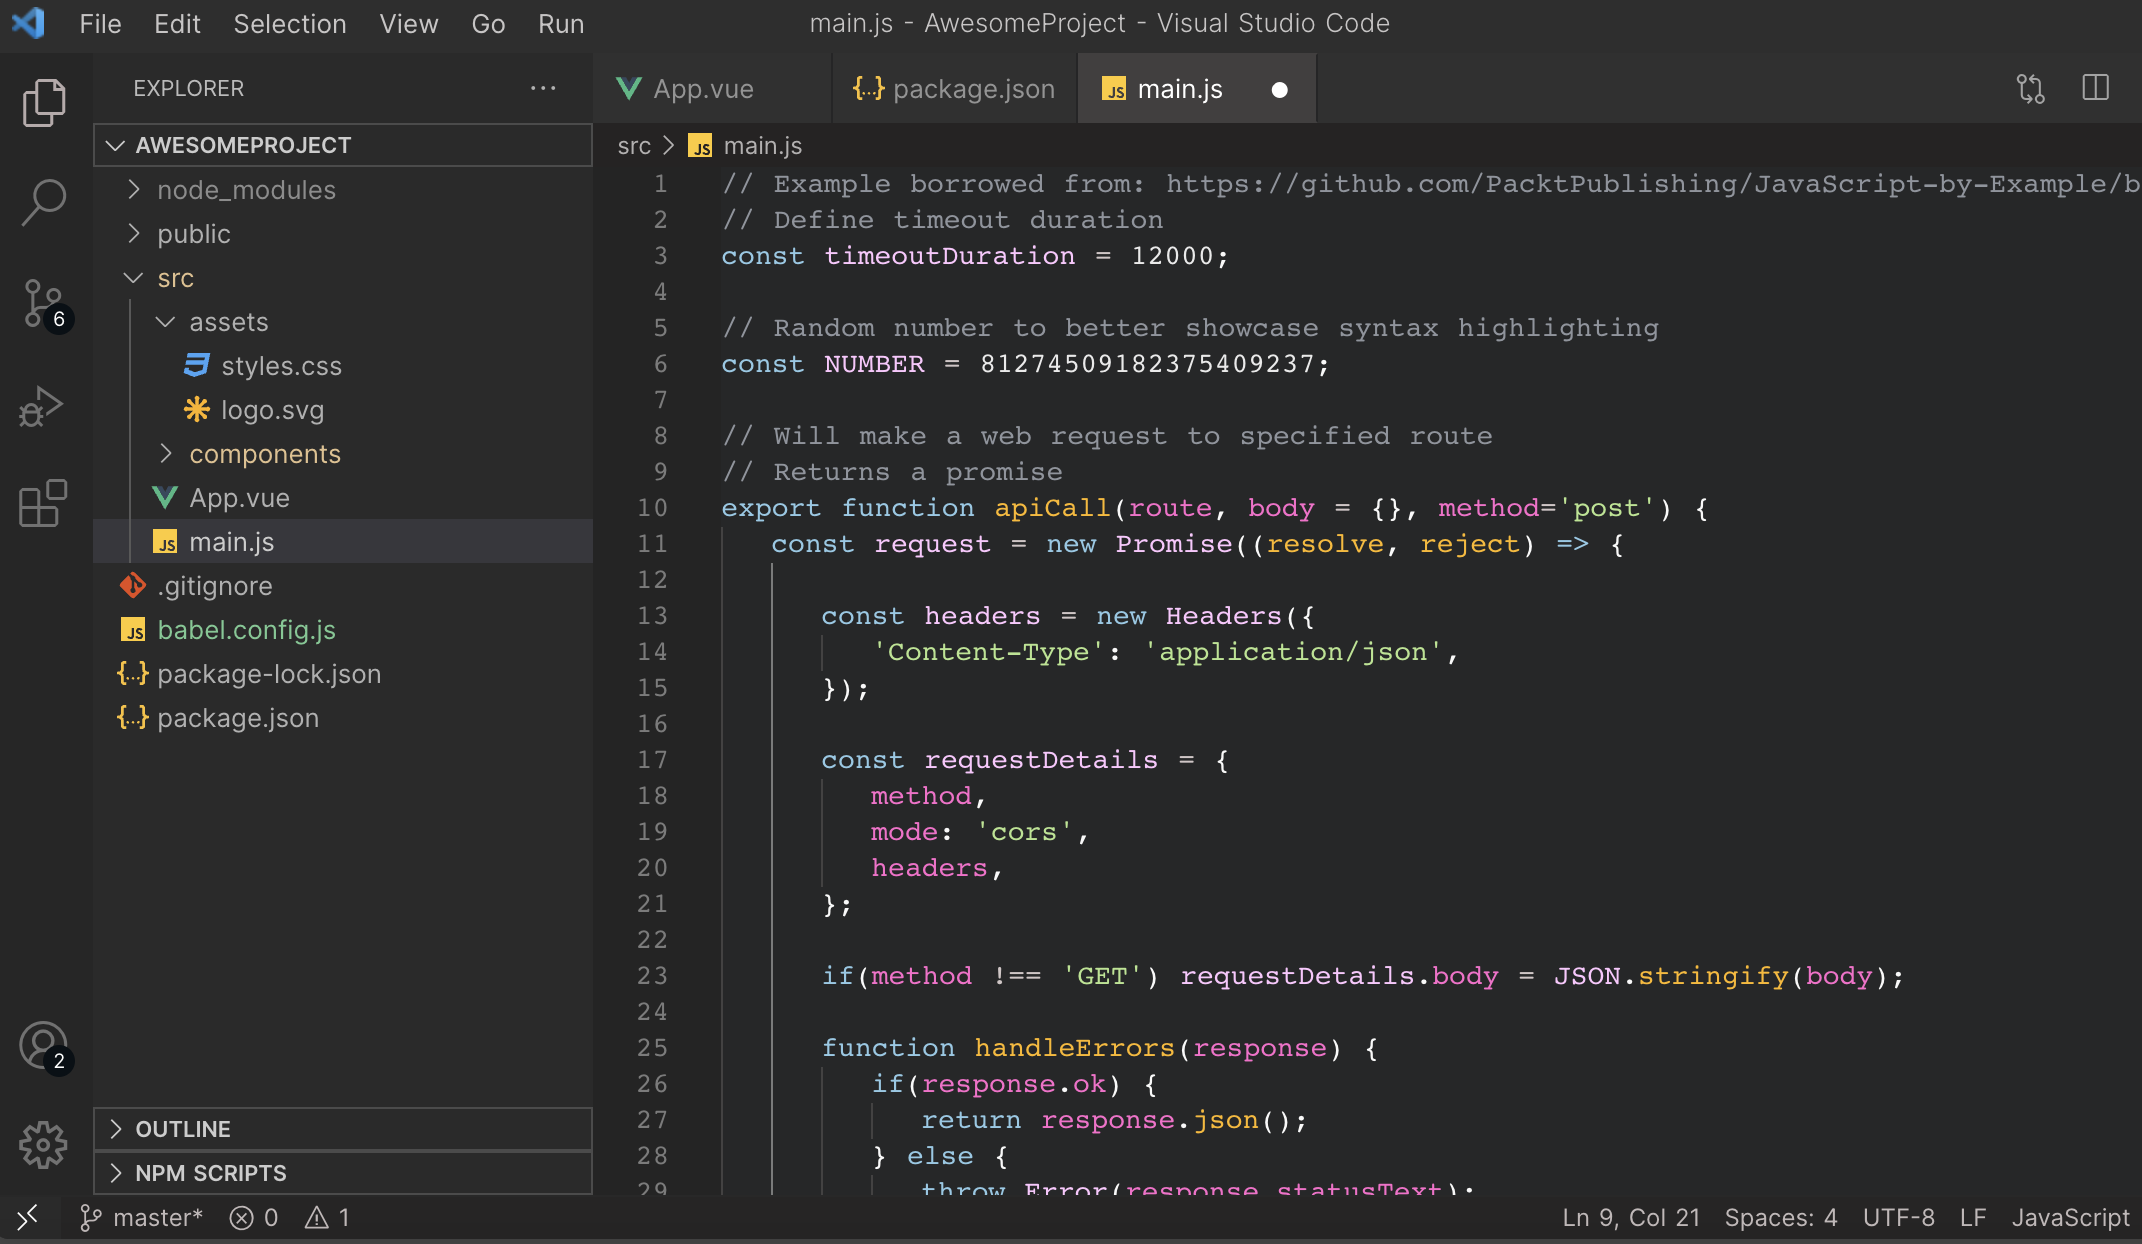 File Edit Selection View Go Run
main.js - AwesomeProject - Visual Studio Code
EXPLORER
AWESOMEPROJECT
node_modules
public
src
assets
styles.css
logo.svg
components
App.vue
JS main.js
.gitignore
JS babel.config.js
{...} package-lock.json
{...} package.json
OUTLINE
NPM SCRIPTS
6
2
App.vue {...} package.json JS main.js
src > JS main.js
1 // Example borrowed from: https://github.com/PacktPublishing/JavaScript-by-Example/b
2 // Define timeout duration
3 const timeoutDuration = 12000;
4
5 // Random number to better showcase syntax highlighting
6 const NUMBER = 81274509182375409237;
7
8 // Will make a web request to specified route
9 // Returns a promise
10 export function apiCall(route, body = {}, method='post') {
11 const request = new Promise((resolve, reject) => {
12
13 const headers = new Headers({
14 'Content-Type': 'application/json',
15 });
16
17 const requestDetails = {
18 method,
19 mode: 'cors',
20 headers,
21 };
22
23 if(method !== 'GET') requestDetails.body = JSON.stringify(body);
24
25 function handleErrors(response) {
26 if(response.ok) {
27 return response.json();
28 } else {
29 throw Error(response.statusText);
master* 0 1
Ln 9, Col 21 Spaces: 4 UTF-8 LF JavaScript